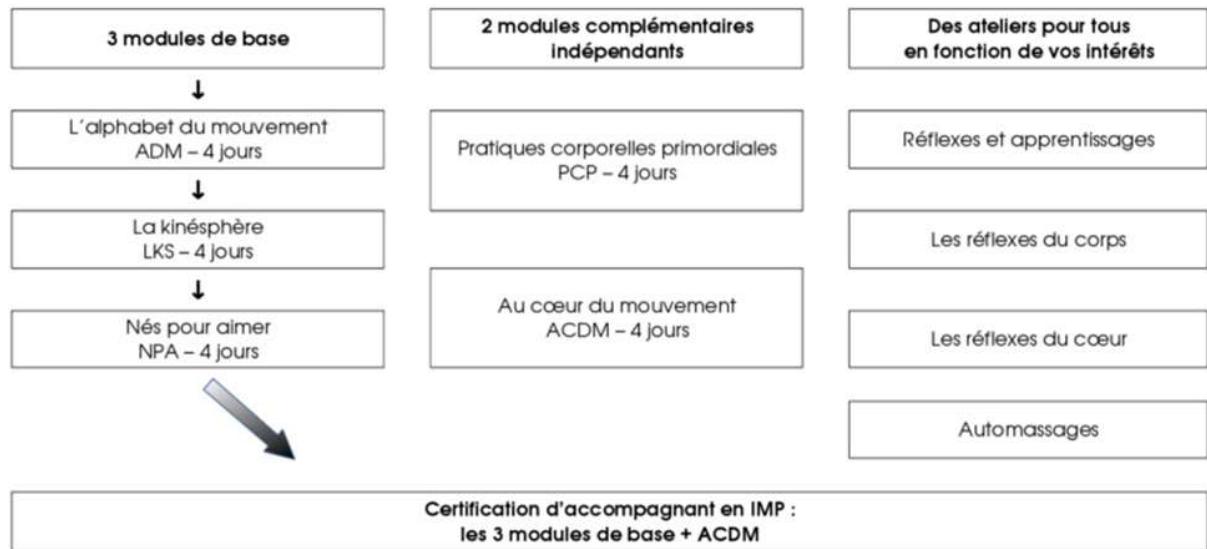 3 modules de base
↓
L'alphabet du mouvement
ADM – 4 jours
↓
La kinésphère
LKS – 4 jours
↓
Nés pour aimer
NPA – 4 jours
2 modules complémentaires
indépendants
Pratiques corporelles primordiales
PCP – 4 jours
Au cœur du mouvement
ACDM – 4 jours
Des ateliers pour tous
en fonction de vos intérêts
Réflexes et apprentissages
Les réflexes du corps
Les réflexes du cœur
Automassages
Certification d'accompagnant en IMP :
les 3 modules de base + ACDM